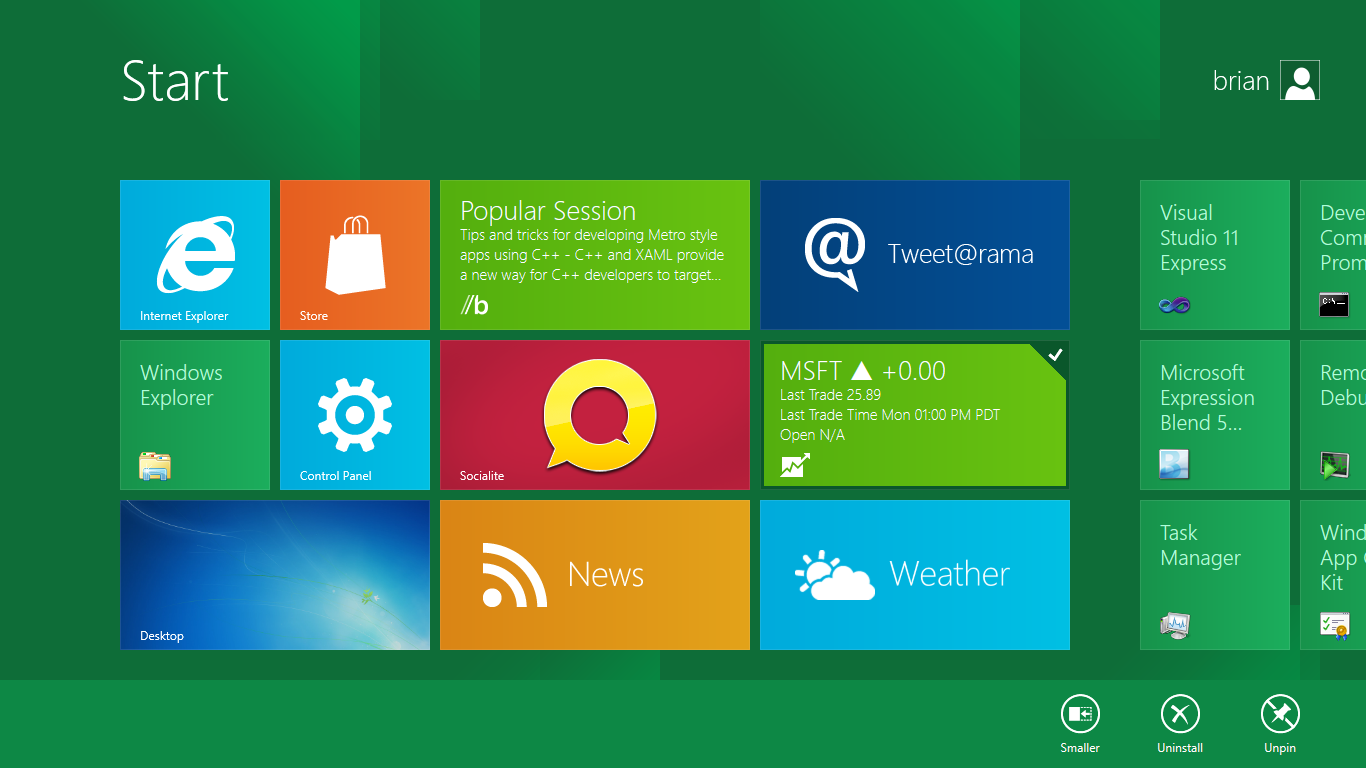 Start
brian
Internet Explorer
Store
Popular Session
Tips and tricks for developing Metro style
apps using C++ - C++ and XAML provide
a new way for C++ developers to target...
//b
@
Tweet@rama
Windows
Explorer
Control Panel
Socialite
MSFT ▲ +0.00
Last Trade 25.89
Last Trade Time Mon 01:00 PM PDT
Open N/A
Desktop
News
Weather
Visual
Studio 11
Express
Deve
Com
Prom
C:\_
Microsoft
Expression
Blend 5...
Remo
Debu
Task
Manager
Wind
App C
Kit
Smaller
Uninstall
Unpin